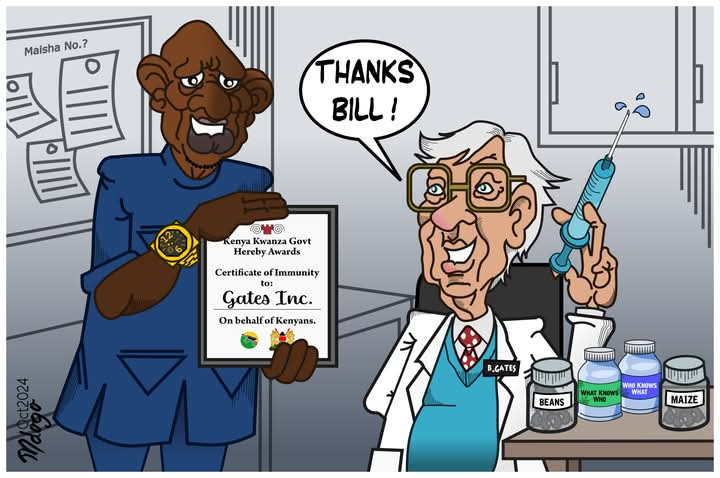 Maisha No.?
THANKS
BILL!
Kenya Kwanza Govt
Hereby Awards
Certificate of Immunity
to:
Gates Inc.
On behalf of Kenyans.
B.GATES
BEANS
WHAT KNOWS
WHO
WHO KNOWS
WHAT
MAIZE
Oct2024